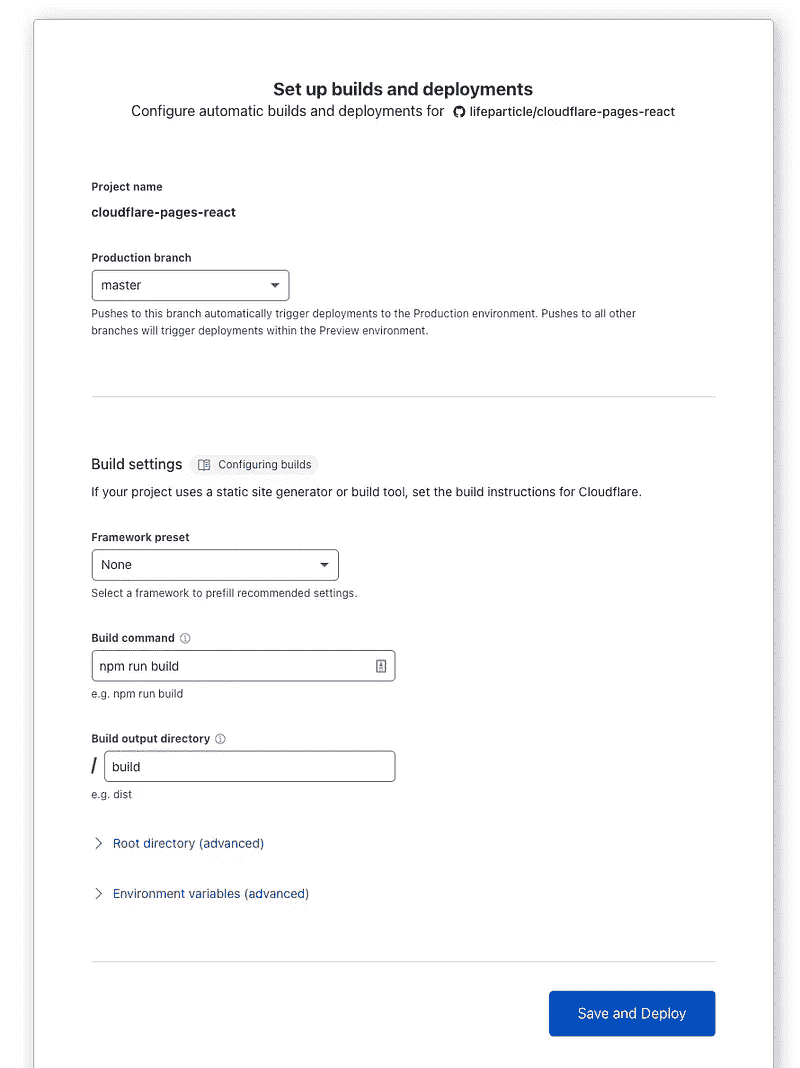 Set up builds and deployments
Configure automatic builds and deployments for lifeparticle/cloudflare-pages-react
Project name
cloudflare-pages-react
Production branch
master
Pushes to this branch automatically trigger deployments to the Production environment. Pushes to all other
branches will trigger deployments within the Preview environment.
Build settings Configuring builds
If your project uses a static site generator or build tool, set the build instructions for Cloudflare.
Framework preset
None
Select a framework to prefill recommended settings.
Build command
npm run build
e.g. npm run build
Build output directory
/ build
e.g. dist
Root directory (advanced)
Environment variables (advanced)
Save and Deploy